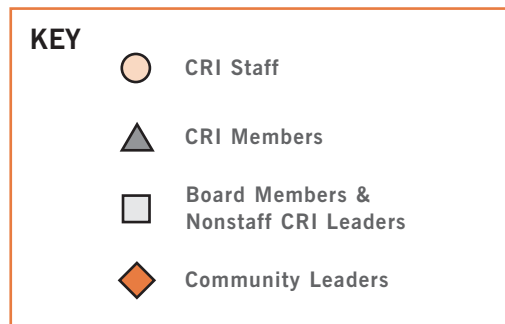 KEY
CRI Staff
CRI Members
Board Members &
Nonstaff CRI Leaders
Community Leaders